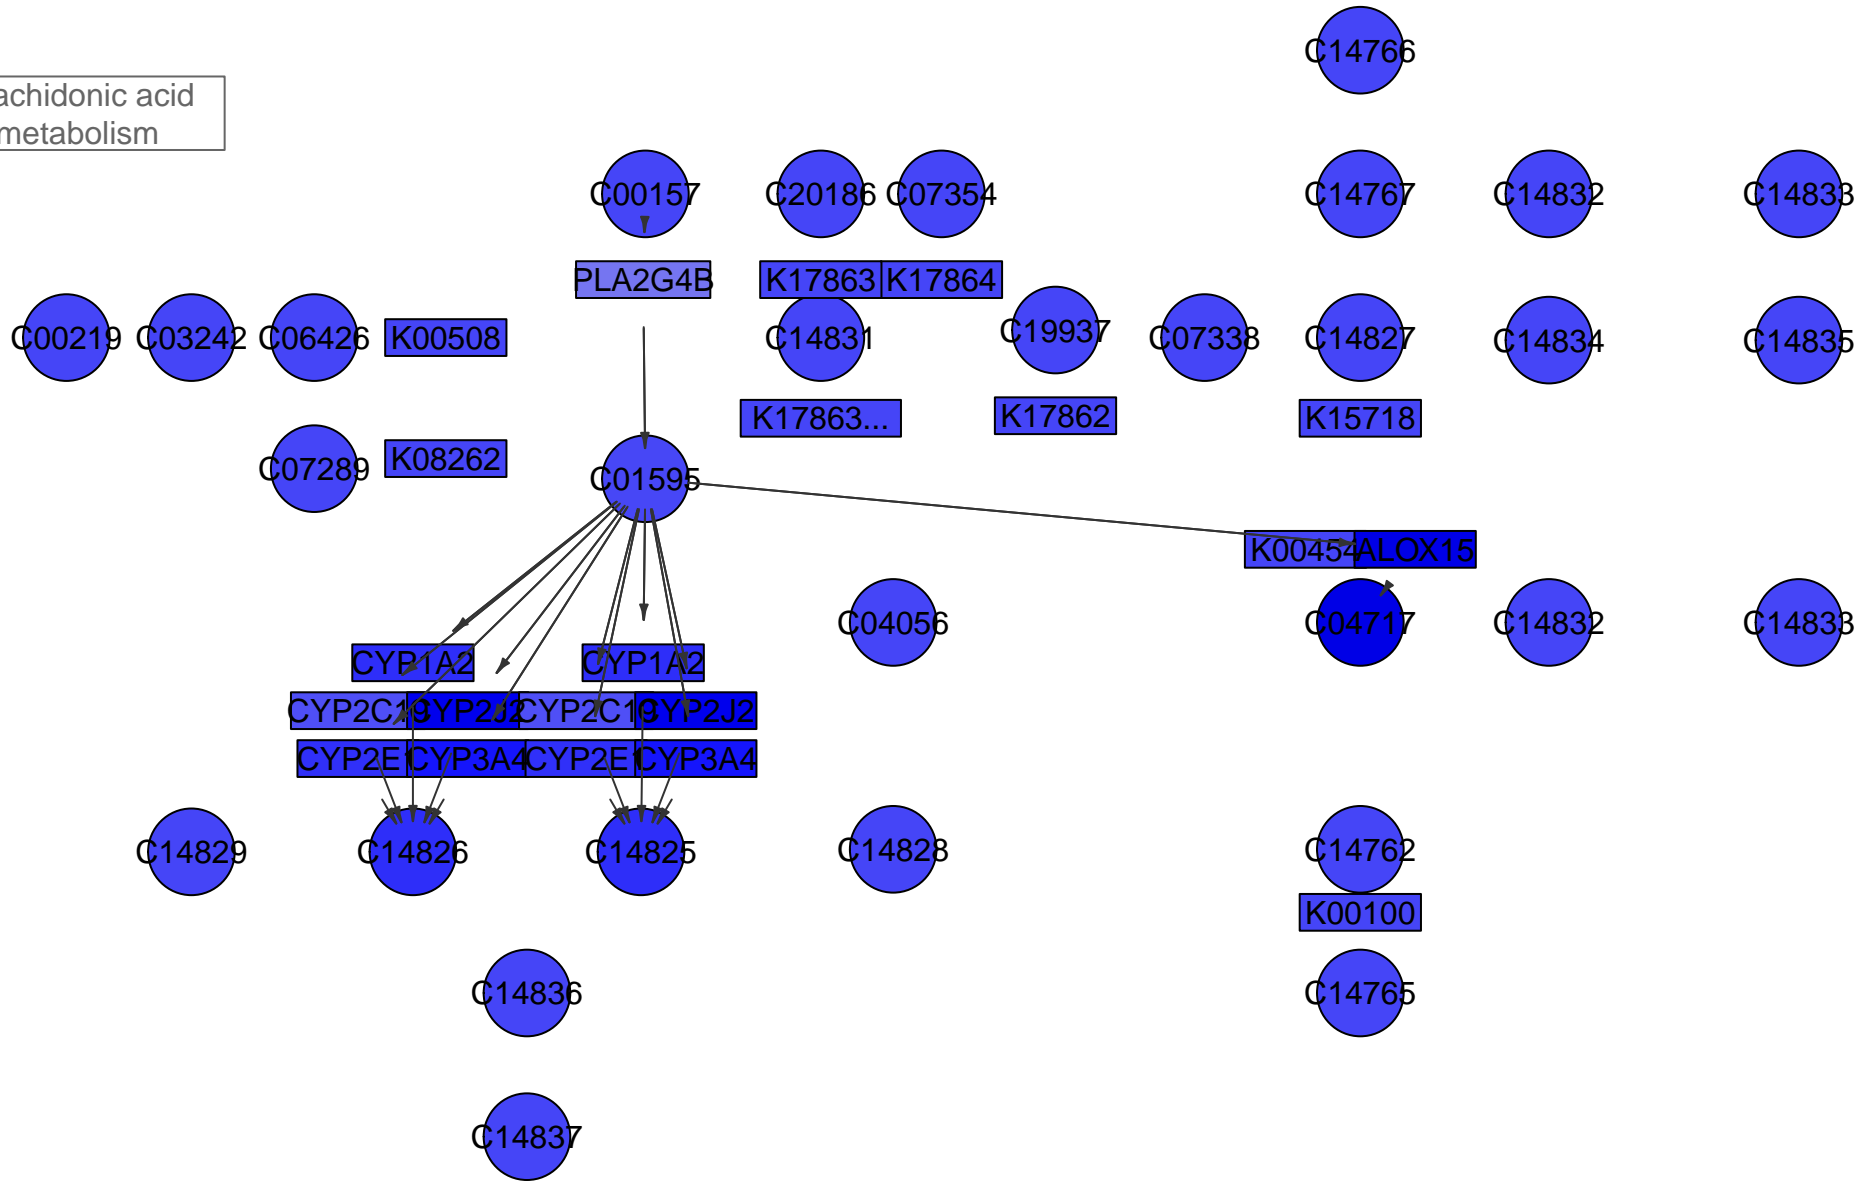 C14766
achidonic acid
metabolism
C00157
C20186
C07354
C14767
C14832
C14833
PLA2G4B
K17863
K17864
C00219
C03242
C06426
K00508
C14831
C19937
C07338
C14827
C14834
C14835
K17863...
K17862
K15718
C07289
K08262
C01595
K00454
ALOX15
C04056
C04717
C14832
C14833
CYP1A2
CYP1A2
CYP2C19
CYP2J2
CYP2C19
CYP2J2
CYP2E1
CYP3A4
CYP2E1
CYP3A4
C14829
C14826
C14825
C14828
C14762
K00100
C14836
C14765
C14837